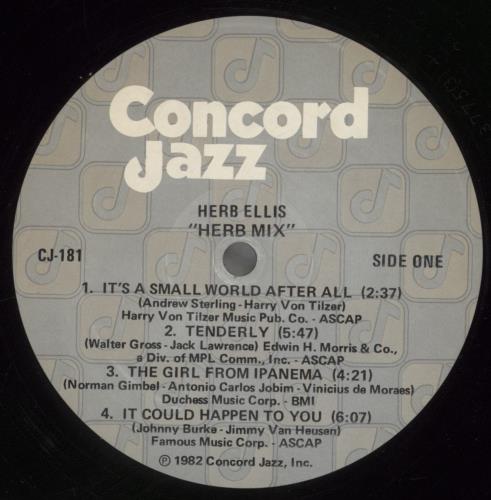 Concord
Jazz
HERB ELLIS
"HERB MIX"
CJ-181
SIDE ONE
1. IT'S A SMALL WORLD AFTER ALL (2:37)
(Andrew Sterling-Harry Von Tilzer)
Harry Von Tilzer Music Pub. Co. - ASCAP
2. TENDERLY (5:47)
(Walter Gross - Jack Lawrence) Edwin H. Morris & Co.,
a Div. of MPL Comm., Inc. - ASCAP
3. THE GIRL FROM IPANEMA (4:21)
(Norman Gimbel - Antonio Carlos Jobim - Vinicius de Moraes)
Duchess Music Corp. - BMI
4. IT COULD HAPPEN TO YOU (6:07)
(Johnny Burke - Jimmy Van Heusen)
Famous Music Corp. - ASCAP
℗ 1982 Concord Jazz, Inc.